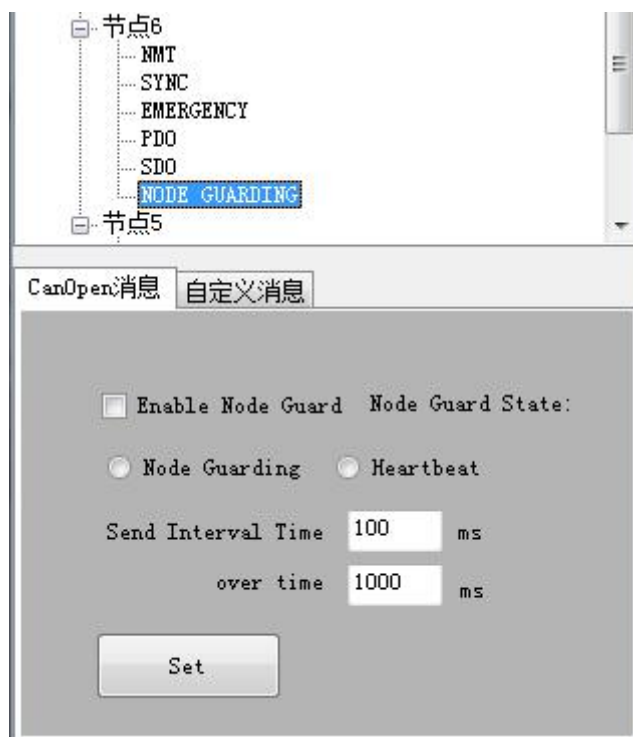 节点6
NMT
SYNC
EMERGENCY
PDO
SDO
NODE GUARDING
节点5
CanOpen消息 自定义消息
Enable Node Guard Node Guard State:
Node Guarding Heartbeat
Send Interval Time 100 ms
over time 1000 ms
Set